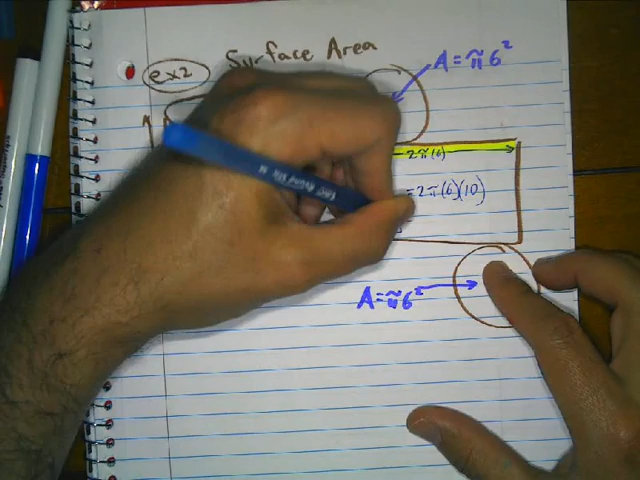 Surface Area
ex2
A = π6²
2π(6)
= 2π(6)(10)
A = π6²